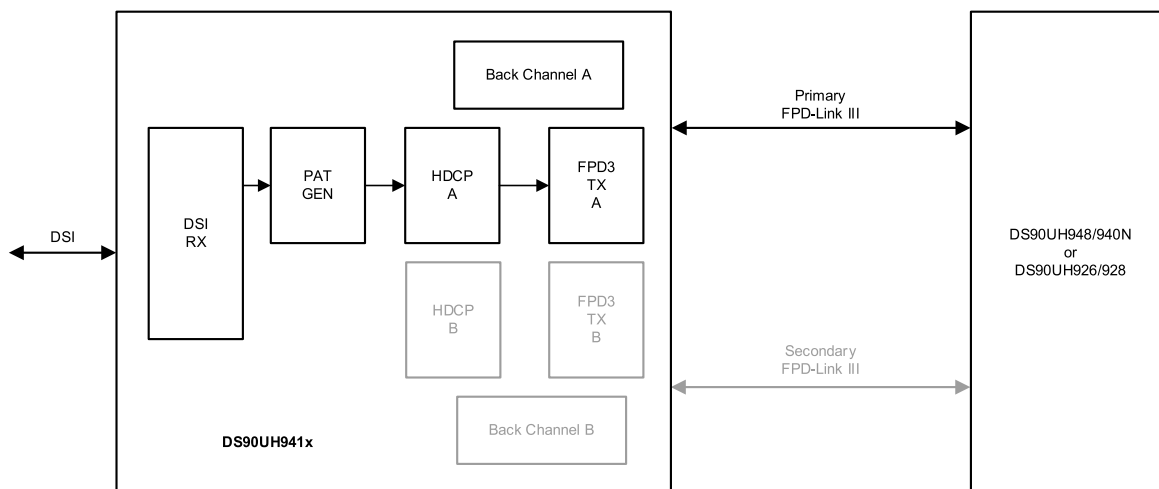 Back Channel A
Primary
FPD-Link III
DSI
DSI
RX
PAT
GEN
HDCP
A
FPD3
TX
A
HDCP
B
FPD3
TX
B
DS90UH948/940N
or
DS90UH926/928
Secondary
FPD-Link III
Back Channel B
DS90UH941x